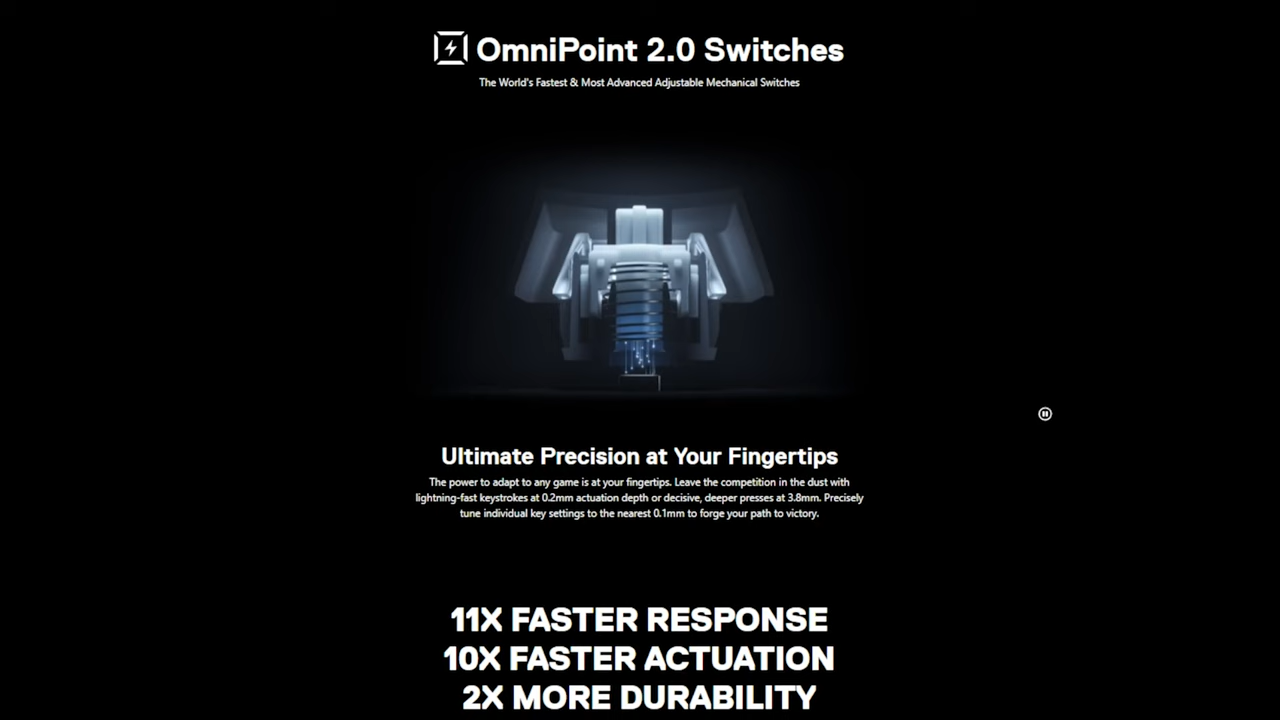 OmniPoint 2.0 Switches
The World's Fastest & Most Advanced Adjustable Mechanical Switches
Ultimate Precision at Your Fingertips
The power to adapt to any game is at your fingertips. Leave the competition in the dust with
lightning-fast keystrokes at 0.2mm actuation depth or decisive, deeper presses at 3.8mm. Precisely
tune individual key settings to the nearest 0.1mm to forge your path to victory.
11X FASTER RESPONSE
10X FASTER ACTUATION
2X MORE DURABILITY